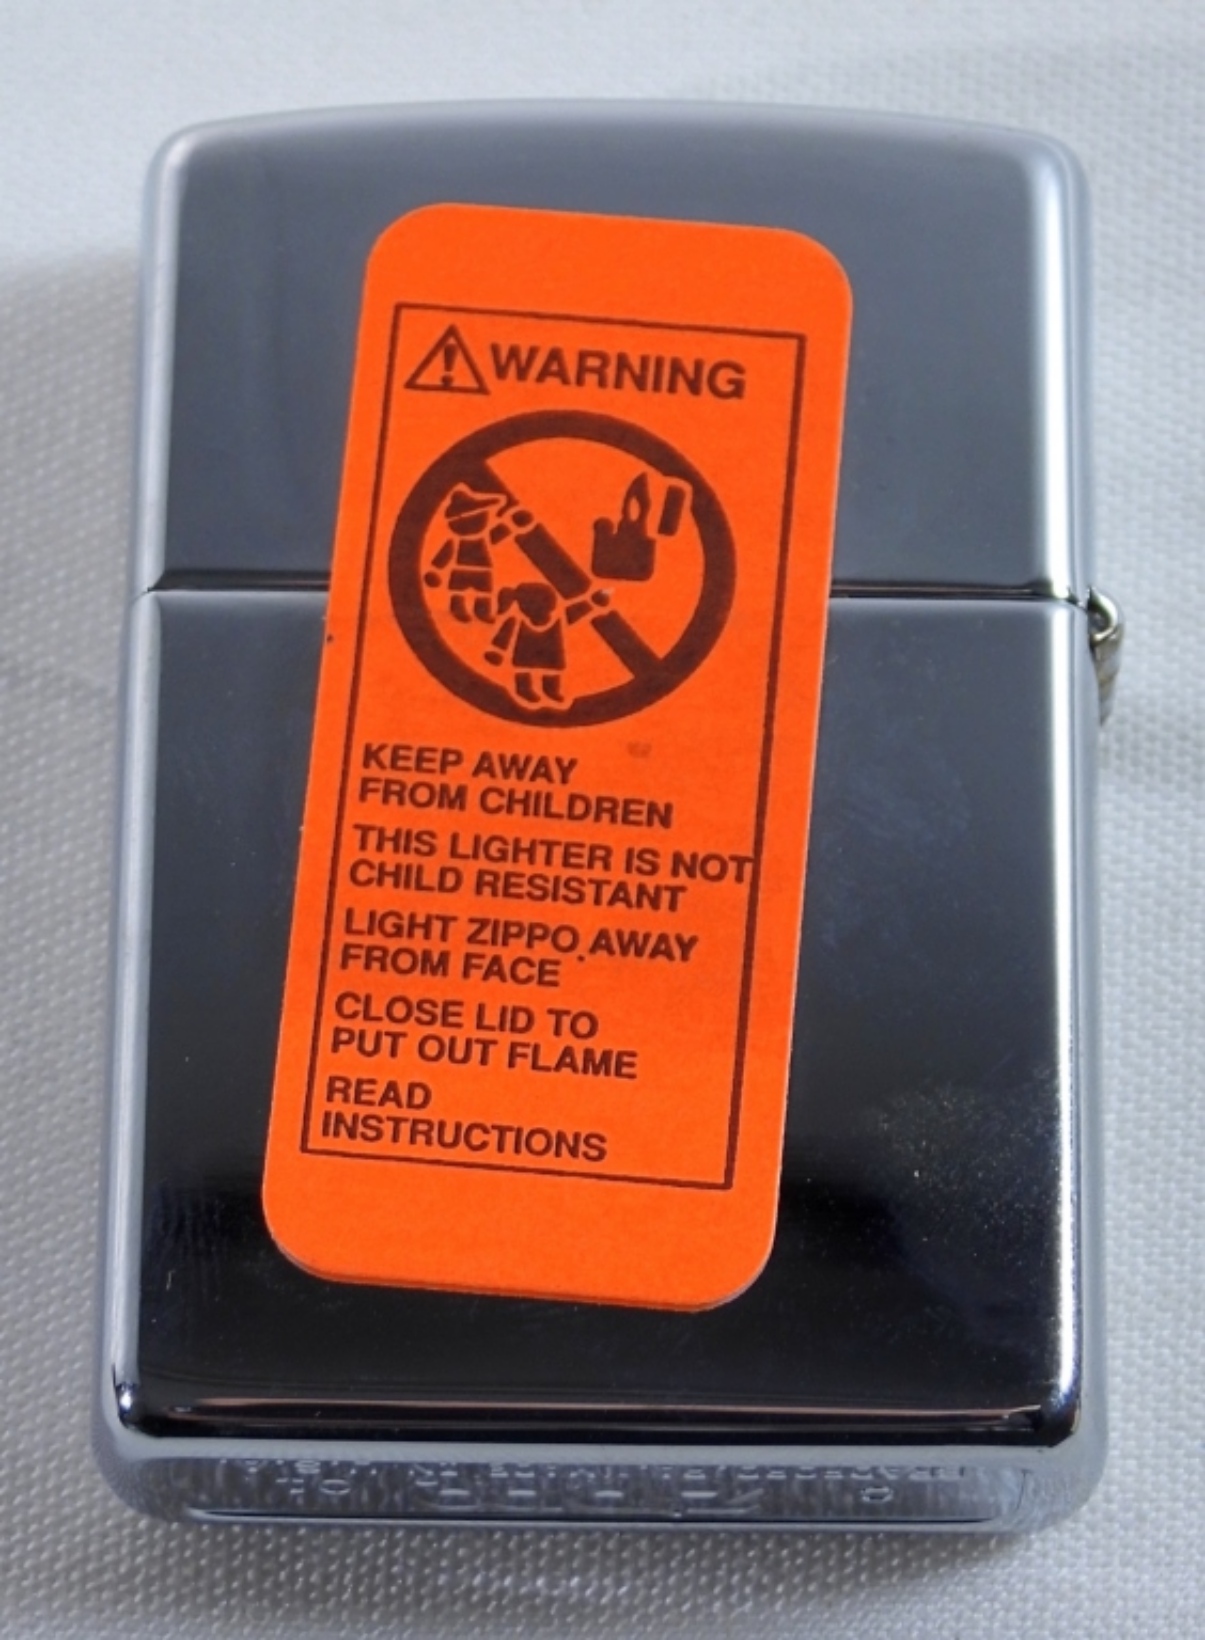 WARNING
KEEP AWAY
FROM CHILDREN
THIS LIGHTER IS NOT
CHILD RESISTANT
LIGHT ZIPPO AWAY
FROM FACE
CLOSE LID TO
PUT OUT FLAME
READ
INSTRUCTIONS